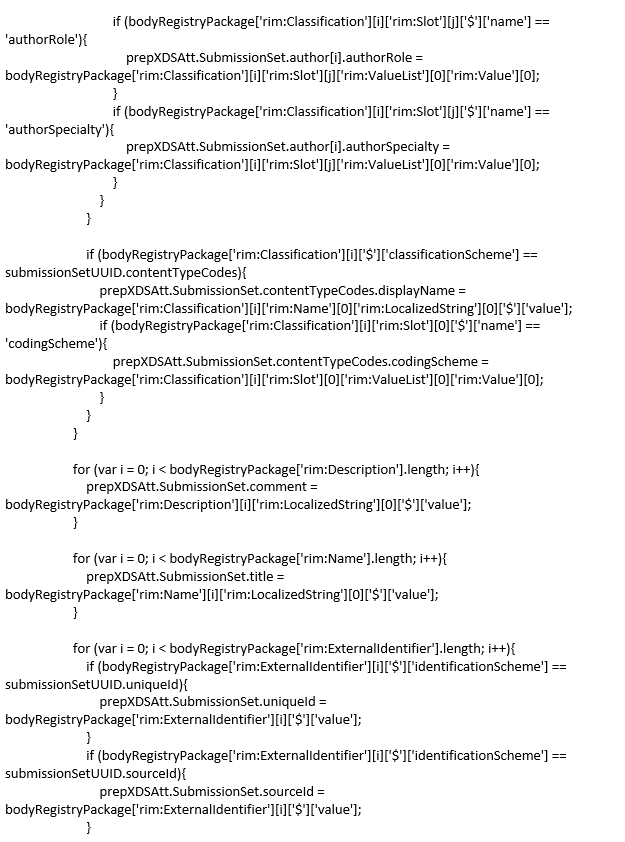 if (bodyRegistryPackage['rim:Classification'][i]['rim:Slot'][j]['$']['name'] ==
'authorRole'){
prepXDSAtt.SubmissionSet.author[i].authorRole =
bodyRegistryPackage['rim:Classification'][i]['rim:Slot'][j]['rim:ValueList'][0]['rim:Value'][0];
}
if (bodyRegistryPackage['rim:Classification'][i]['rim:Slot'][j]['$']['name'] ==
'authorSpecialty'){
prepXDSAtt.SubmissionSet.author[i].authorSpecialty =
bodyRegistryPackage['rim:Classification'][i]['rim:Slot'][j]['rim:ValueList'][0]['rim:Value'][0];
}
}
}
if (bodyRegistryPackage['rim:Classification'][i]['$']['classificationScheme'] ==
submissionSetUUID.contentTypeCodes){
prepXDSAtt.SubmissionSet.contentTypeCodes.displayName =
bodyRegistryPackage['rim:Classification'][i]['rim:Name'][0]['rim:LocalizedString'][0]['$']['value'];
if (bodyRegistryPackage['rim:Classification'][i]['rim:Slot'][0]['$']['name'] ==
'codingScheme'){
prepXDSAtt.SubmissionSet.contentTypeCodes.codingScheme =
bodyRegistryPackage['rim:Classification'][i]['rim:Slot'][0]['rim:ValueList'][0]['rim:Value'][0];
}
}
}
for (var i = 0; i < bodyRegistryPackage['rim:Description'].length; i++){
prepXDSAtt.SubmissionSet.comment =
bodyRegistryPackage['rim:Description'][i]['rim:LocalizedString'][0]['$']['value'];
}
for (var i = 0; i < bodyRegistryPackage['rim:Name'].length; i++){
prepXDSAtt.SubmissionSet.title =
bodyRegistryPackage['rim:Name'][i]['rim:LocalizedString'][0]['$']['value'];
}
for (var i = 0; i < bodyRegistryPackage['rim:ExternalIdentifier'].length; i++){
if (bodyRegistryPackage['rim:ExternalIdentifier'][i]['$']['identificationScheme'] ==
submissionSetUUID.uniqueId){
prepXDSAtt.SubmissionSet.uniqueId =
bodyRegistryPackage['rim:ExternalIdentifier'][i]['$']['value'];
}
if (bodyRegistryPackage['rim:ExternalIdentifier'][i]['$']['identificationScheme'] ==
submissionSetUUID.sourceId){
prepXDSAtt.SubmissionSet.sourceId =
bodyRegistryPackage['rim:ExternalIdentifier'][i]['$']['value'];
}